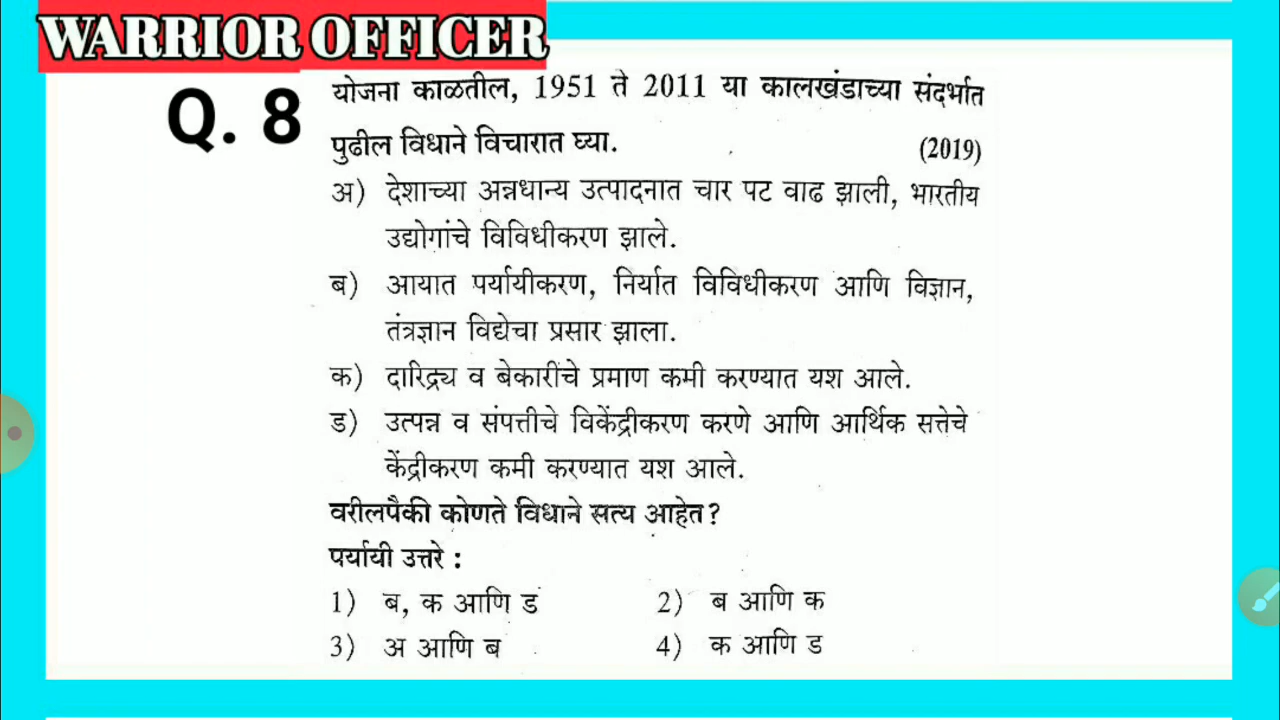 WARRIOR OFFICER
Q. 8
योजना काळतील, 1951 ते 2011 या कालखंडाच्या संदर्भात
पुढील विधाने विचारात घ्या. (2019)
अ) देशाच्या अन्नधान्य उत्पादनात चार पट वाढ झाली, भारतीय
उद्योगांचे विविधीकरण झाले.
ब) आयात पर्यायीकरण, निर्यात विविधीकरण आणि विज्ञान,
तंत्रज्ञान विद्येचा प्रसार झाला.
क) दारिद्र्य व बेकारींचे प्रमाण कमी करण्यात यश आले.
ड) उत्पन्न व संपत्तीचे विकेंद्रीकरण करणे आणि आर्थिक सत्तेचे
केंद्रीकरण कमी करण्यात यश आले.
वरीलपैकी कोणते विधाने सत्य आहेत?
पर्यायी उत्तरे :
1) ब, क आणि ड 2) ब आणि क
3) अ आणि ब 4) क आणि ड